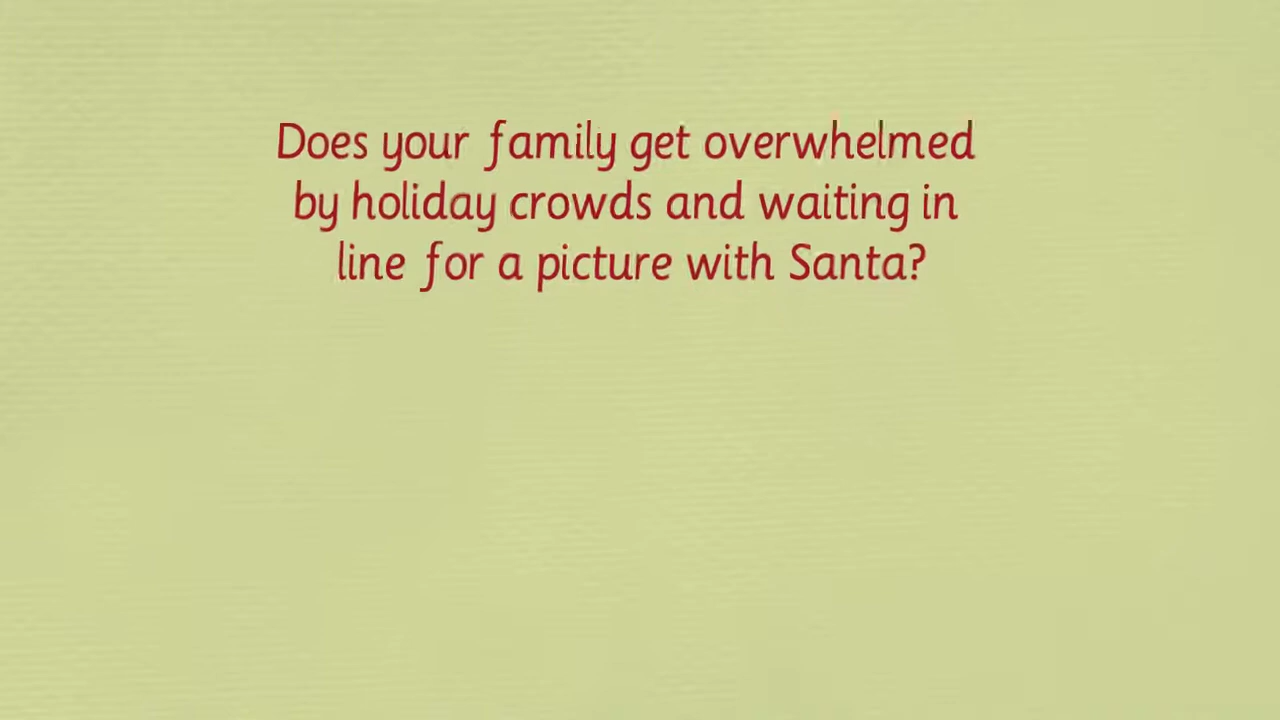 Does your family get overwhelmed
by holiday crowds and waiting in
line for a picture with Santa?